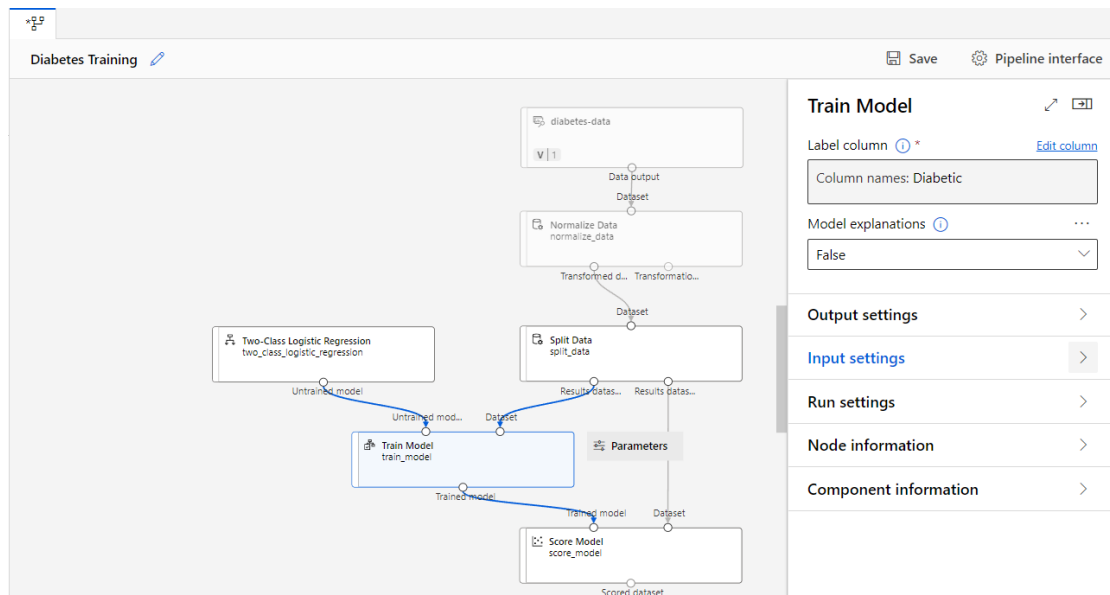 Diabetes Training
Save
Pipeline interface
diabetes-data
V 1
Data output
Dataset
Normalize Data
normalize_data
Transformed d...
Transformatio...
Dataset
Two-Class Logistic Regression
two_class_logistic_regression
Untrained model
Split Data
split_data
Results datas...
Results datas...
Untrained mod...
Dataset
Train Model
train_model
Parameters
Trained model
Trained model
Dataset
Score Model
score_model
Scored dataset
Train Model
Label column *
Edit column
Column names: Diabetic
Model explanations
...
False
Output settings
Input settings
Run settings
Node information
Component information